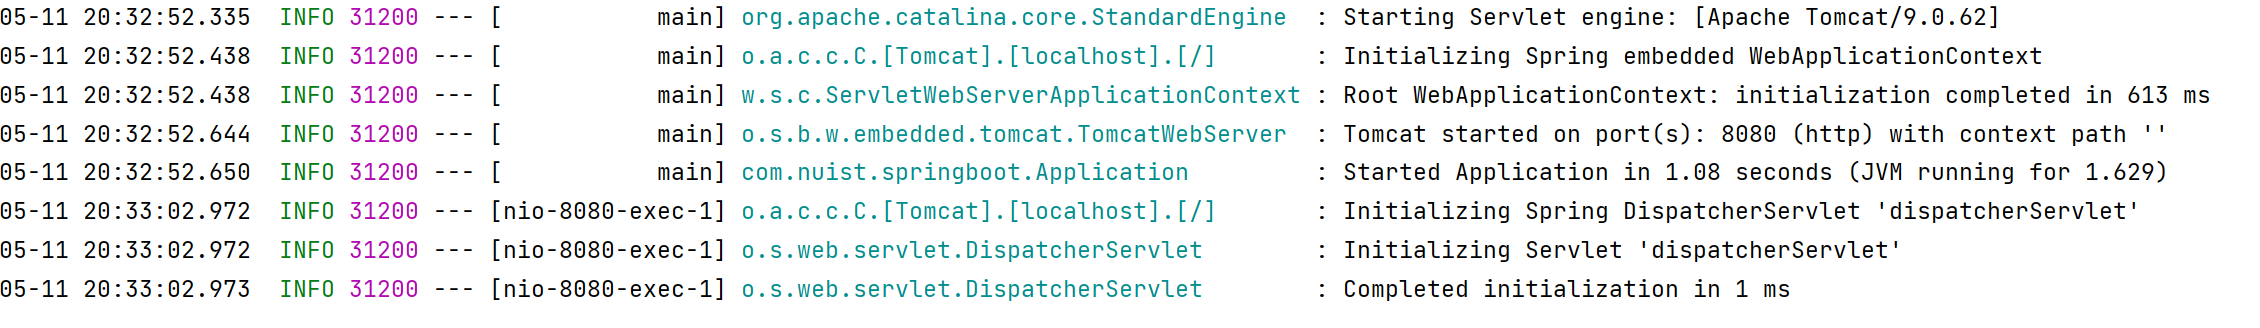 05-11 20:32:52.335  INFO 31200 --- [           main] org.apache.catalina.core.StandardEngine  : Starting Servlet engine: [Apache Tomcat/9.0.62]
05-11 20:32:52.438  INFO 31200 --- [           main] o.a.c.c.C.[Tomcat].[localhost].[/]       : Initializing Spring embedded WebApplicationContext
05-11 20:32:52.438  INFO 31200 --- [           main] w.s.c.ServletWebServerApplicationContext : Root WebApplicationContext: initialization completed in 613 ms
05-11 20:32:52.644  INFO 31200 --- [           main] o.s.b.w.embedded.tomcat.TomcatWebServer  : Tomcat started on port(s): 8080 (http) with context path ''
05-11 20:32:52.650  INFO 31200 --- [           main] com.nuist.springboot.Application         : Started Application in 1.08 seconds (JVM running for 1.629)
05-11 20:33:02.972  INFO 31200 --- [nio-8080-exec-1] o.a.c.c.C.[Tomcat].[localhost].[/]       : Initializing Spring DispatcherServlet 'dispatcherServlet'
05-11 20:33:02.972  INFO 31200 --- [nio-8080-exec-1] o.s.web.servlet.DispatcherServlet        : Initializing Servlet 'dispatcherServlet'
05-11 20:33:02.973  INFO 31200 --- [nio-8080-exec-1] o.s.web.servlet.DispatcherServlet        : Completed initialization in 1 ms